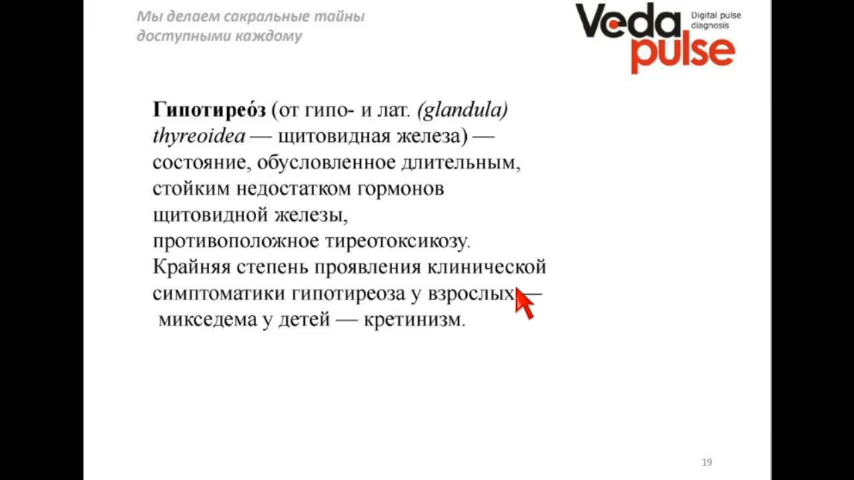 Мы делаем сакральные тайны
доступными каждому
Veda
pulse
Digital pulse
diagnosis
Гипотирео́з (от гипо- и лат. (glandula)
thyreoidea — щитовидная железа) —
состояние, обусловленное длительным,
стойким недостатком гормонов
щитовидной железы,
противоположное тиреотоксикозу.
Крайняя степень проявления клинической
симптоматики гипотиреоза у взрослых —
микседема у детей — кретинизм.
19